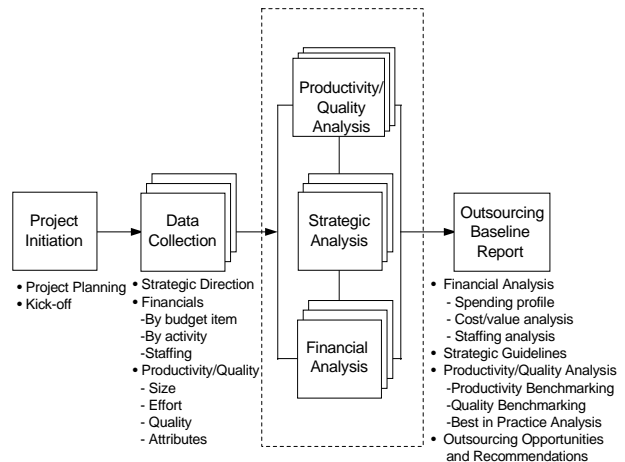 Productivity/
Quality
Analysis
Project
Initiation
Data
Collection
Strategic
Analysis
Outsourcing
Baseline
Report
Financial
Analysis
• Project Planning
• Kick-off
• Strategic Direction
• Financials
-By budget item
-By activity
-Staffing
• Productivity/Quality
- Size
- Effort
- Quality
- Attributes
• Financial Analysis
- Spending profile
- Cost/value analysis
- Staffing analysis
• Strategic Guidelines
• Productivity/Quality Analysis
-Productivity Benchmarking
-Quality Benchmarking
-Best in Practice Analysis
• Outsourcing Opportunities
and Recommendations